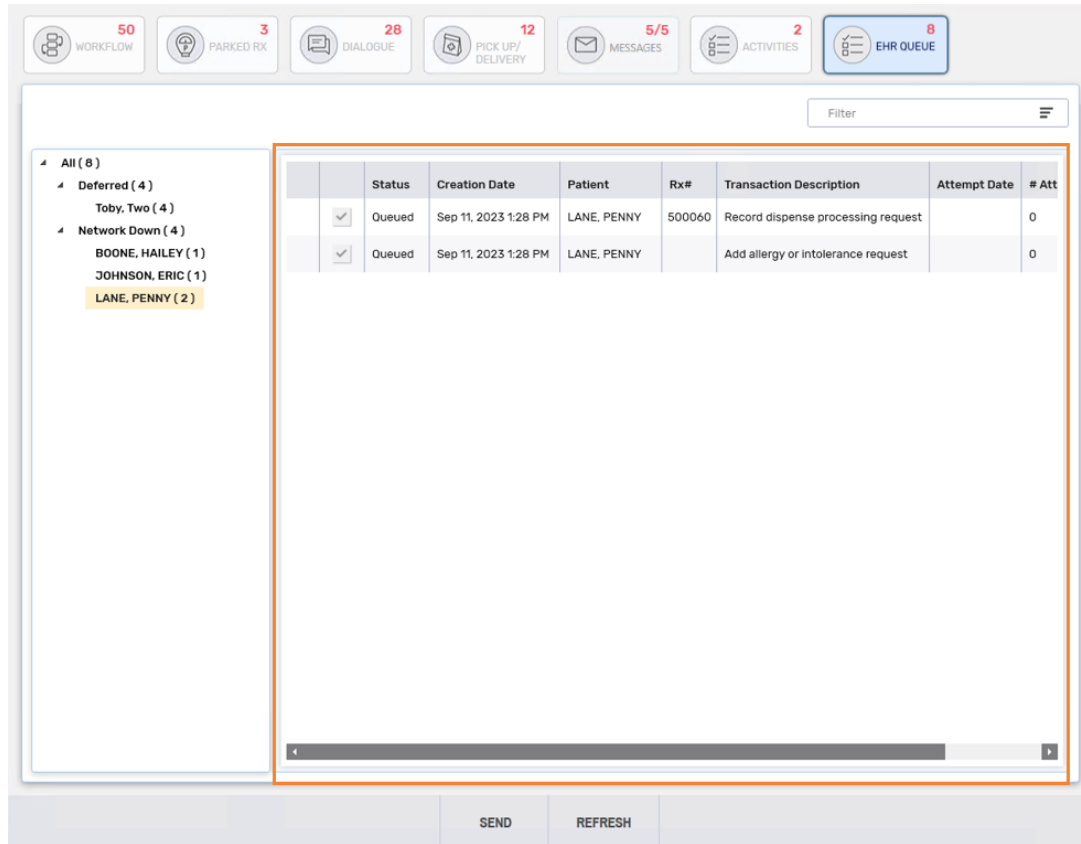 50 3 28 12 5/5 2 8
WORKFLOW PARKED RX DIALOGUE PICK UP/ DELIVERY MESSAGES ACTIVITIES EHR QUEUE
Filter
All ( 8 )
Deferred ( 4 )
Toby, Two ( 4 )
Network Down ( 4 )
BOONE, HAILEY ( 1 )
JOHNSON, ERIC ( 1 )
LANE, PENNY ( 2 )
Status Creation Date Patient Rx# Transaction Description Attempt Date # Att
Queued Sep 11, 2023 1:28 PM LANE, PENNY 500060 Record dispense processing request 0
Queued Sep 11, 2023 1:28 PM LANE, PENNY Add allergy or intolerance request 0
SEND REFRESH